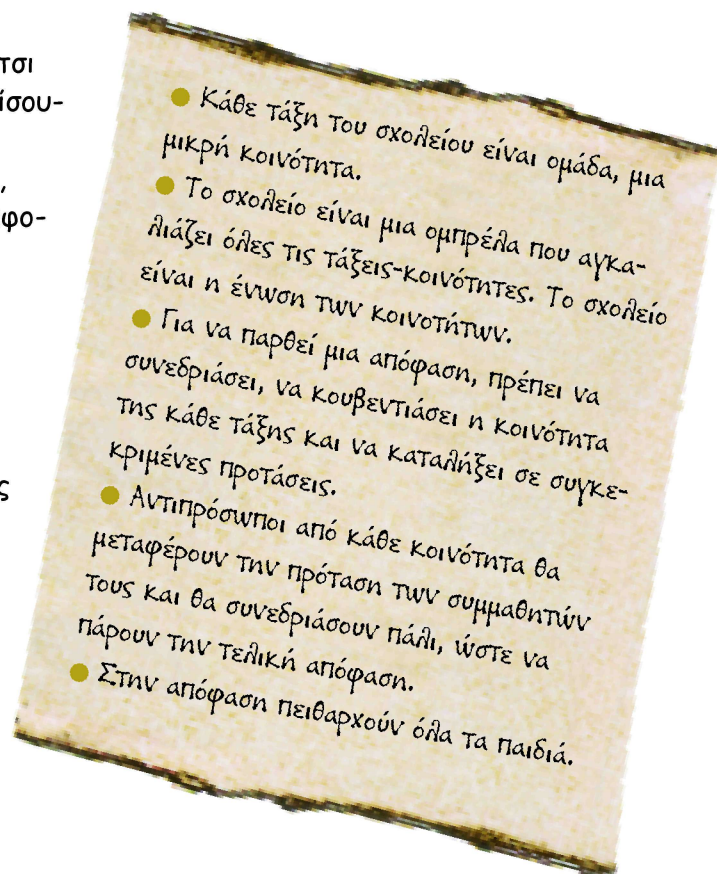 τσι
ίσου-
,
φο-
ς
● Κάθε τάξη του σχολείου είναι ομάδα, μια
μικρή κοινότητα.
● Το σχολείο είναι μια ομπρέλα που αγκα-
λιάζει όλες τις τάξεις-κοινότητες. Το σχολείο
είναι η ένωση των κοινοτήτων.
● Για να παρθεί μια απόφαση, πρέπει να
συνεδριάσει, να κουβεντιάσει η κοινότητα
της κάθε τάξης και να καταλήξει σε συγκε-
κριμένες προτάσεις.
● Αντιπρόσωποι από κάθε κοινότητα θα
μεταφέρουν την πρόταση των συμμαθητών
τους και θα συνεδριάσουν πάλι, ώστε να
πάρουν την τελική απόφαση.
● Στην απόφαση πειθαρχούν όλα τα παιδιά.